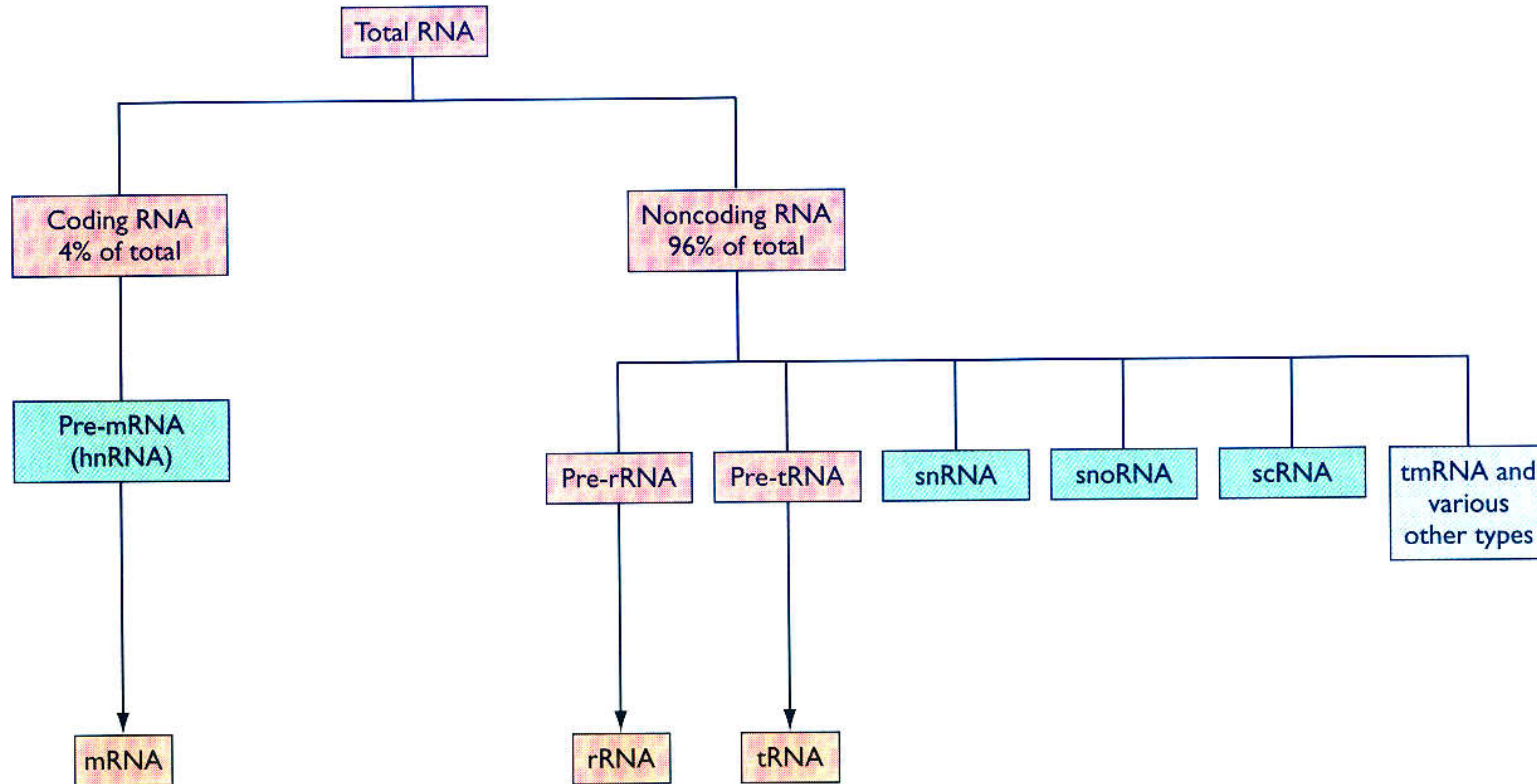 Total RNA
Coding RNA
4% of total
Noncoding RNA
96% of total
Pre-mRNA
(hnRNA)
Pre-rRNA
Pre-tRNA
snRNA
snoRNA
scRNA
tmRNA and
various
other types
mRNA
rRNA
tRNA